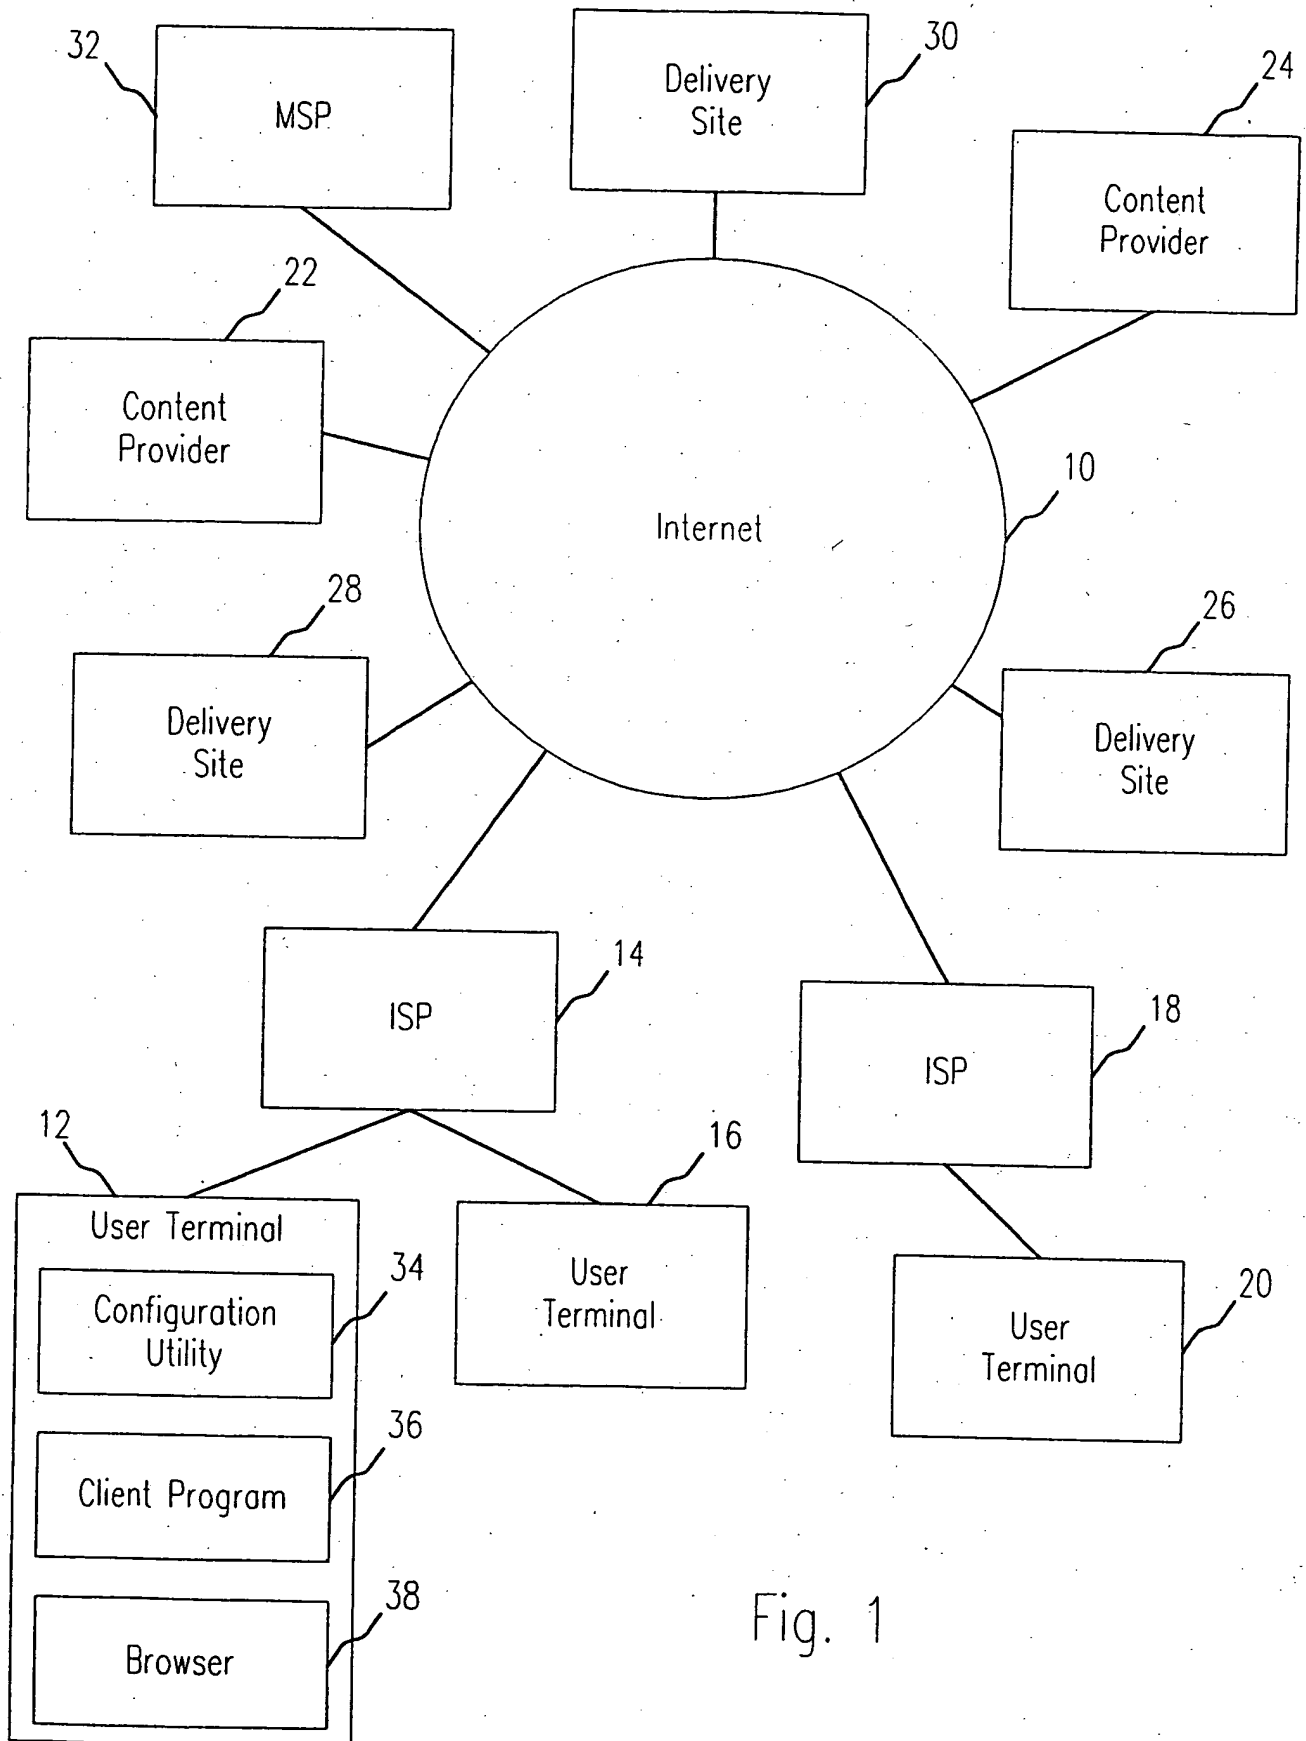 32
MSP
Delivery
Site
30
24
Content
Provider
22
Content
Provider
Internet
10
28
Delivery
Site
26
Delivery
Site
14
ISP
18
ISP
12
User Terminal
16
User
Terminal
34
Configuration
Utility
20
User
Terminal
36
Client Program
38
Browser
Fig. 1